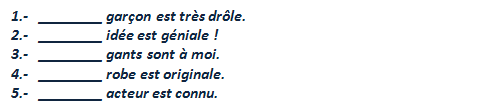 1.- ________ garçon est très drôle.
2.- ________ idée est géniale !
3.- ________ gants sont à moi.
4.- ________ robe est originale.
5.- ________ acteur est connu.